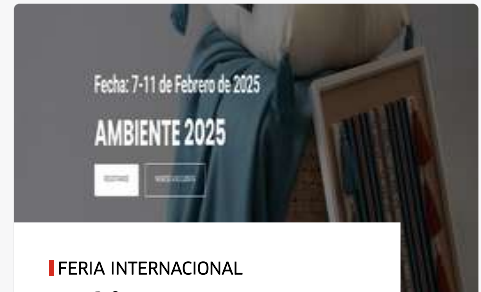 Fecha: 7-11 de Febrero de 2025
AMBIENTE 2025
FERIA INTERNACIONAL